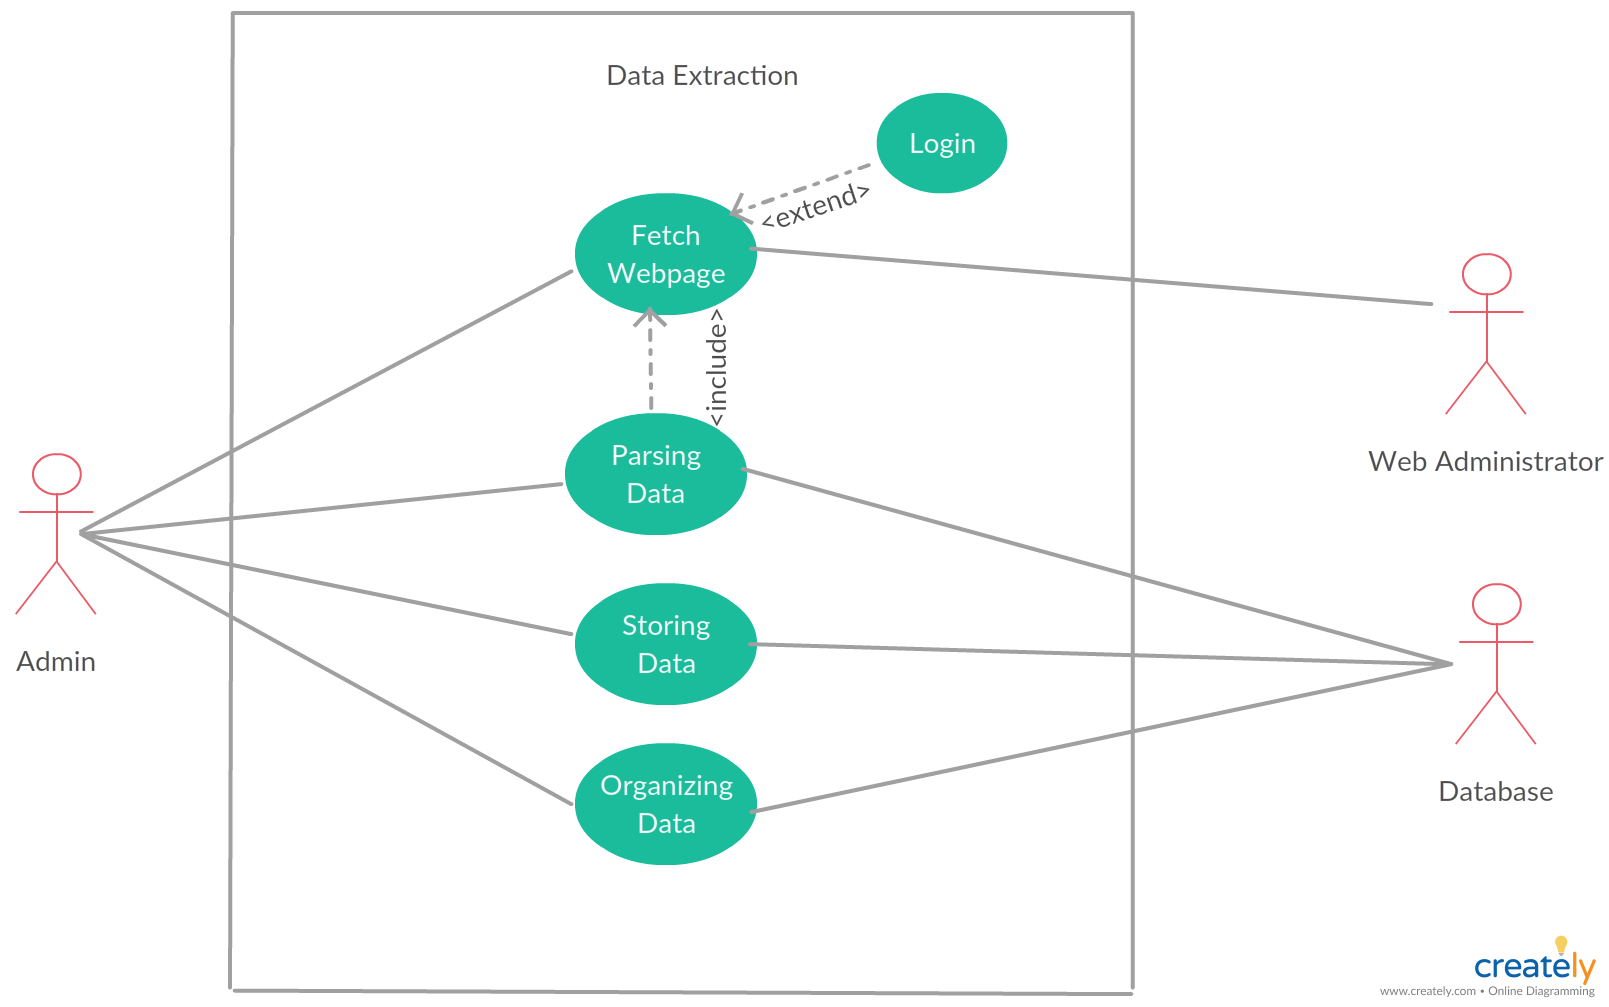 Data Extraction
Login
<extend>
Fetch
Webpage
<include>
Parsing
Data
Web Administrator
Storing
Data
Admin
Organizing
Data
Database
creately
www.creately.com • Online Diagramming